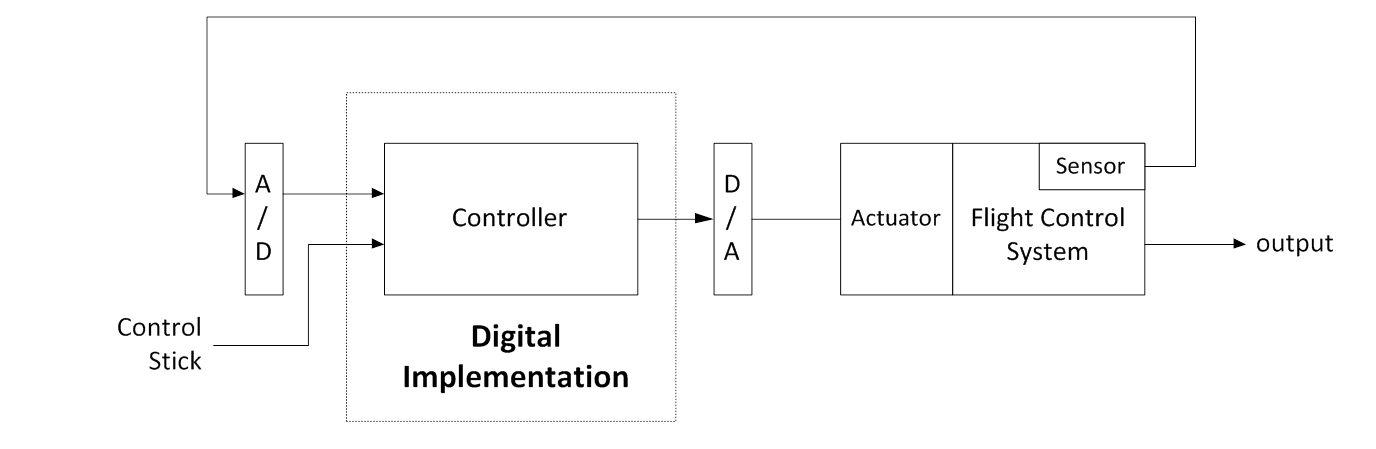 A
/
D
Control
Stick
Controller
Digital
Implementation
D
/
A
Actuator
Sensor
Flight Control
System
output